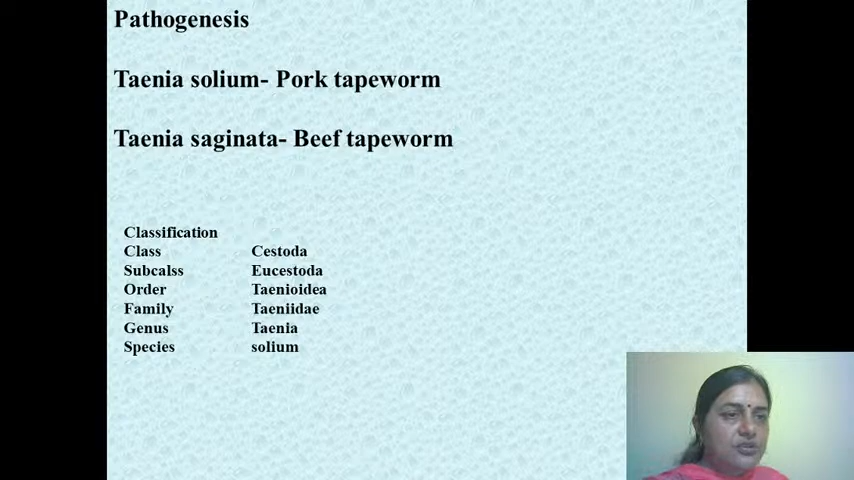 Pathogenesis
Taenia solium- Pork tapeworm
Taenia saginata- Beef tapeworm
Classification
Class Cestoda
Subcalss Eucestoda
Order Taenioidea
Family Taeniidae
Genus Taenia
Species solium